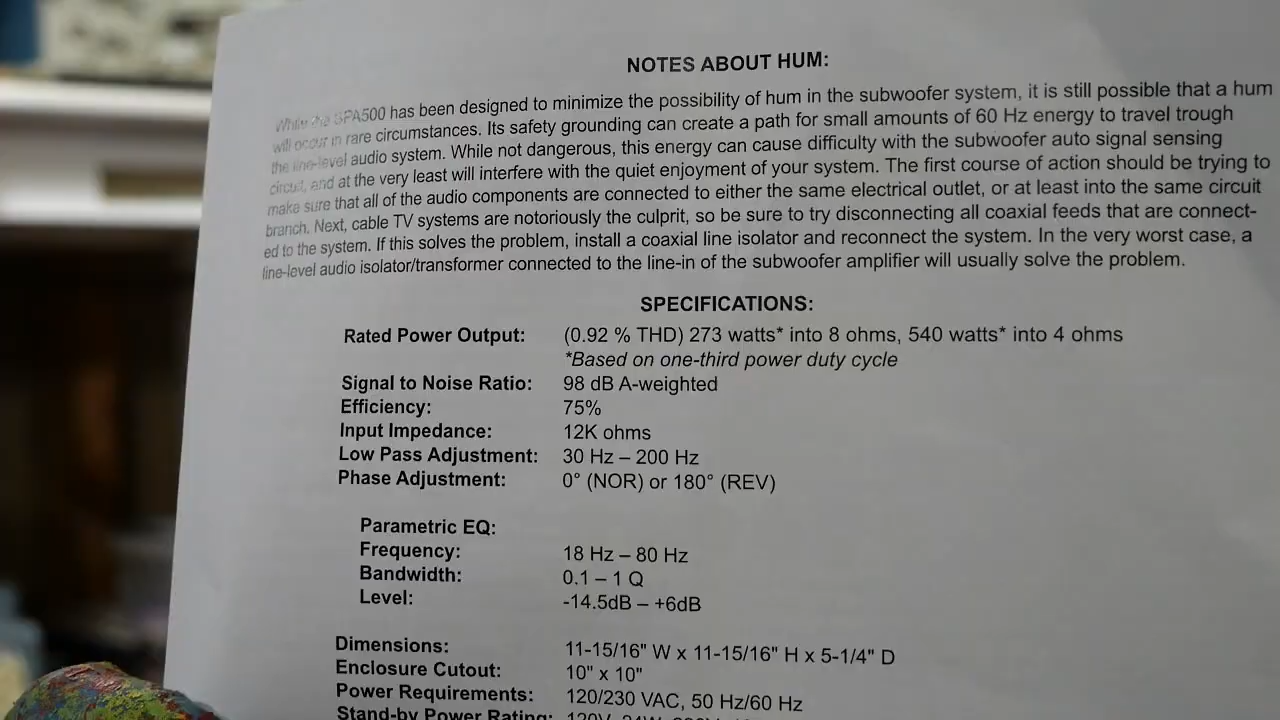 NOTES ABOUT HUM:
While the SPA500 has been designed to minimize the possibility of hum in the subwoofer system, it is still possible that a hum
will occur in rare circumstances. Its safety grounding can create a path for small amounts of 60 Hz energy to travel trough
the line-level audio system. While not dangerous, this energy can cause difficulty with the subwoofer auto signal sensing
circuit, and at the very least will interfere with the quiet enjoyment of your system. The first course of action should be trying to
make sure that all of the audio components are connected to either the same electrical outlet, or at least into the same circuit
branch. Next, cable TV systems are notoriously the culprit, so be sure to try disconnecting all coaxial feeds that are connect-
ed to the system. If this solves the problem, install a coaxial line isolator and reconnect the system. In the very worst case, a
line-level audio isolator/transformer connected to the line-in of the subwoofer amplifier will usually solve the problem.
SPECIFICATIONS:
Rated Power Output: (0.92 % THD) 273 watts* into 8 ohms, 540 watts* into 4 ohms
*Based on one-third power duty cycle
Signal to Noise Ratio: 98 dB A-weighted
Efficiency: 75%
Input Impedance: 12K ohms
Low Pass Adjustment: 30 Hz – 200 Hz
Phase Adjustment: 0° (NOR) or 180° (REV)
Parametric EQ:
Frequency: 18 Hz – 80 Hz
Bandwidth: 0.1 – 1 Q
Level: -14.5dB – +6dB
Dimensions: 11-15/16" W x 11-15/16" H x 5-1/4" D
Enclosure Cutout: 10" x 10"
Power Requirements: 120/230 VAC, 50 Hz/60 Hz
Stand-by Power Rating: